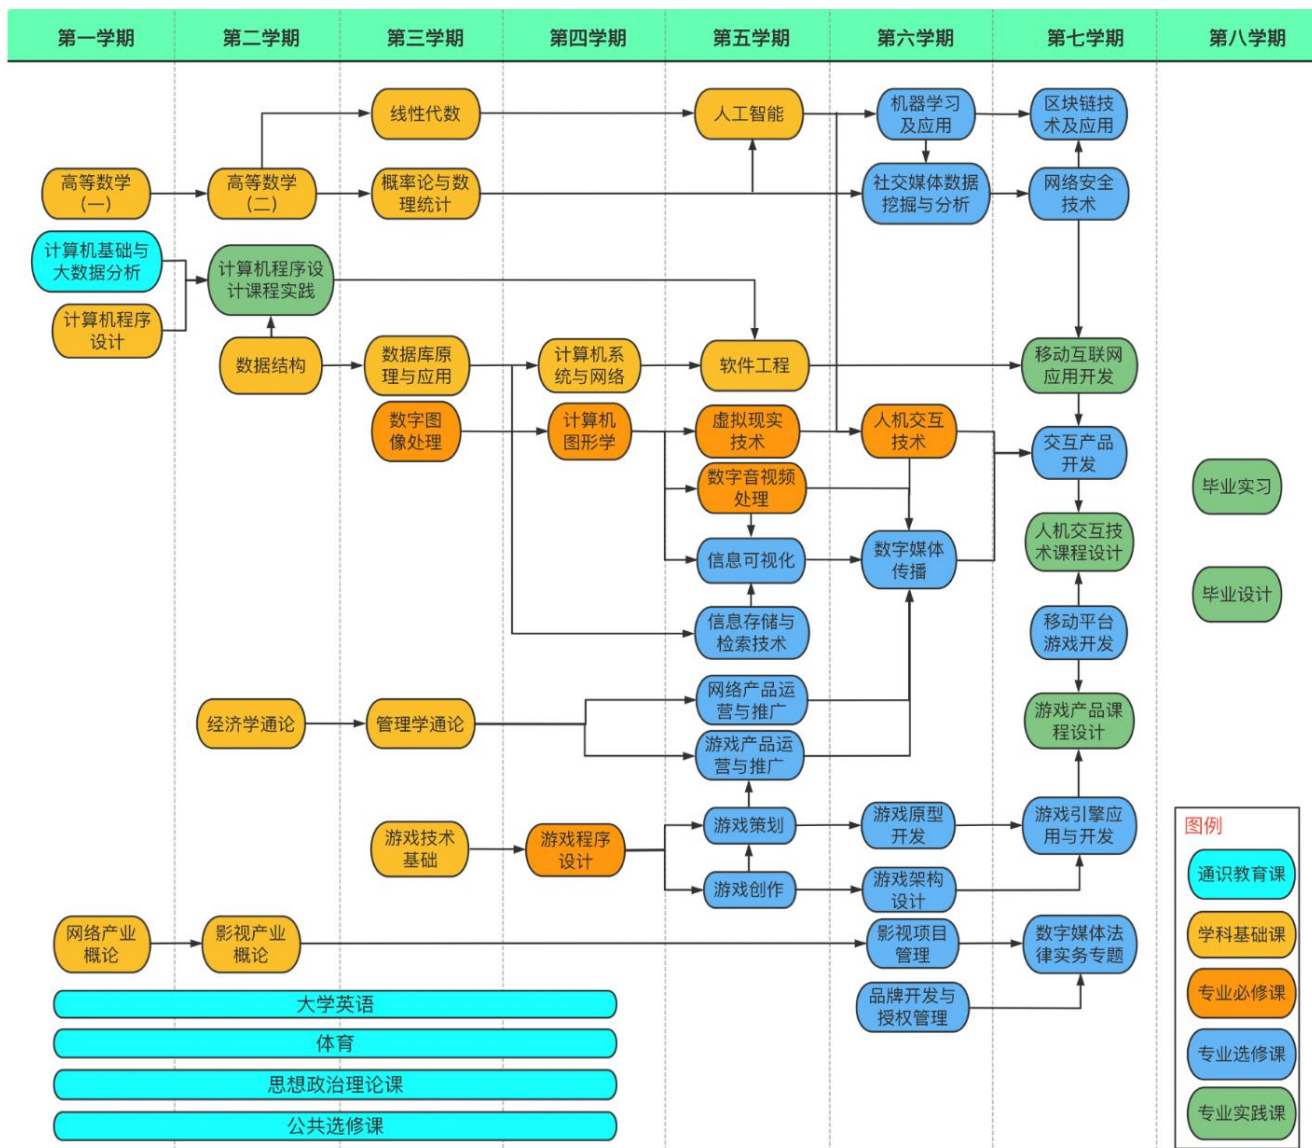 第一学期
第二学期
第三学期
第四学期
第五学期
第六学期
第七学期
第八学期
线性代数
人工智能
机器学习
及应用
区块链技
术及应用
高等数学
(一)
高等数学
(二)
概率论与数
理统计
社交媒体数据
挖掘与分析
网络安全
技术
计算机基础与
大数据分析
计算机程序设
计课程实践
计算机程序
设计
数据结构
数据库原
理与应用
计算机系
统与网络
软件工程
移动互联网
应用开发
数字图
像处理
计算机
图形学
虚拟现实
技术
人机交互
技术
交互产品
开发
数字音视频
处理
毕业实习
信息可视化
数字媒体
传播
人机交互技
术课程设计
毕业设计
信息存储与
检索技术
移动平台
游戏开发
经济学通论
管理学通论
网络产品运
营与推广
游戏产品课
程设计
游戏产品运
营与推广
游戏技术
基础
游戏程序
设计
游戏策划
游戏原型
开发
游戏引擎应
用与开发
游戏创作
游戏架构
设计
网络产业
概论
影视产业
概论
影视项目
管理
数字媒体法
律实务专题
品牌开发与
授权管理
大学英语
体育
思想政治理论课
公共选修课
图例
通识教育课
学科基础课
专业必修课
专业选修课
专业实践课